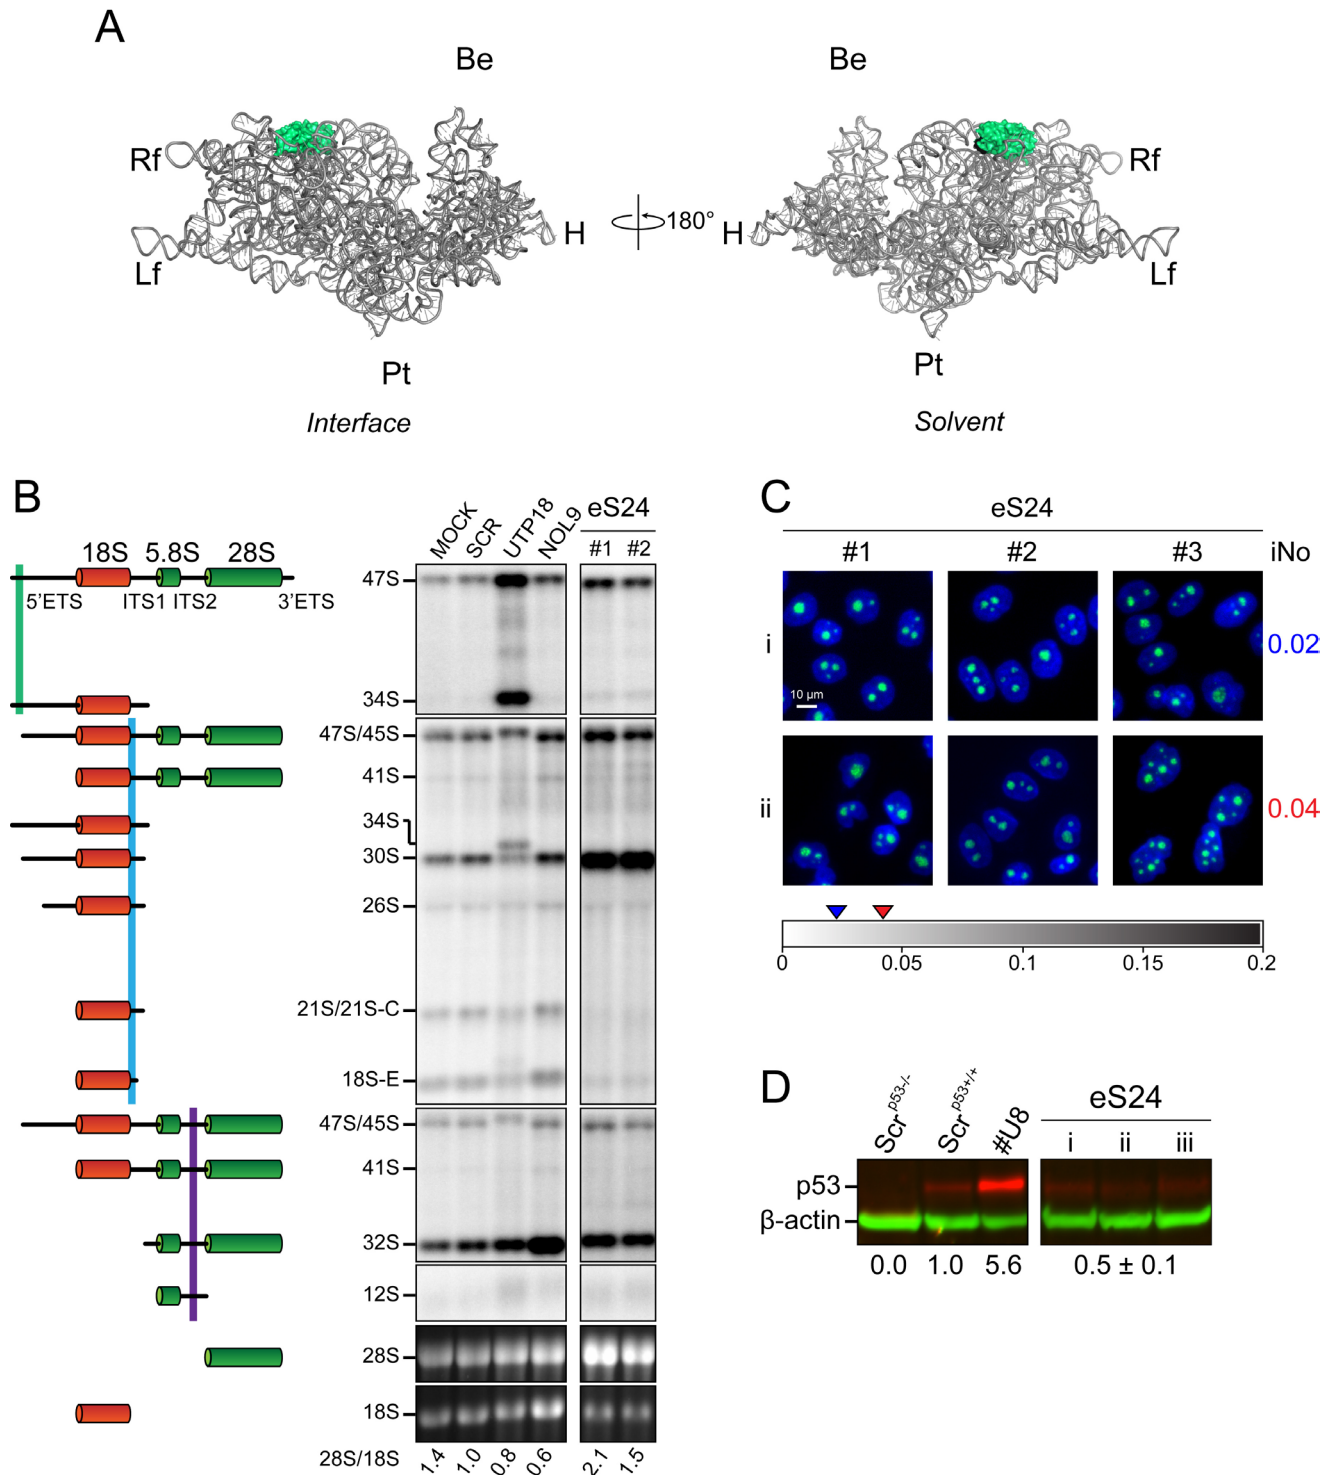 A
Be Be
Rf Rf
H 180° H
Lf Lf
Pt Pt
Interface Solvent
B
18S 5.8S 28S
5'ETS ITS1 ITS2 3'ETS
MOCK SCR UTP18 NOL9 eS24
#1 #2
47S
34S
47S/45S
41S
34S
30S
26S
21S/21S-C
18S-E
47S/45S
41S
32S
12S
28S
18S
28S/18S 1.4 1.0 0.8 0.6 2.1 1.5
C
eS24
#1 #2 #3 iNo
i 0.02
10 µm
ii 0.04
0 0.05 0.1 0.15 0.2
D
Scr p53-/- Scr p53+/+ #U8 eS24
i ii iii
p53
β-actin
0.0 1.0 5.6 0.5 ± 0.1